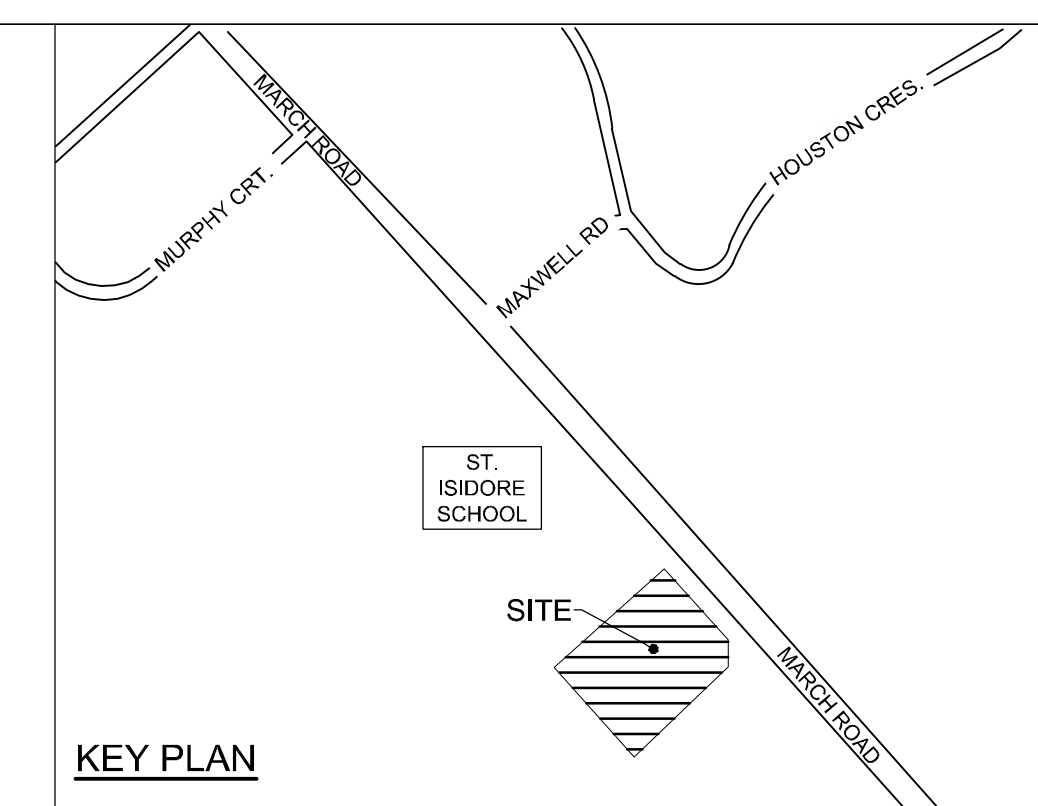 MARCH ROAD
MURPHY CRT.
HOUSTON CRES.
MAXWELL RD
ST.
ISIDORE
SCHOOL
SITE
MARCH ROAD
KEY PLAN